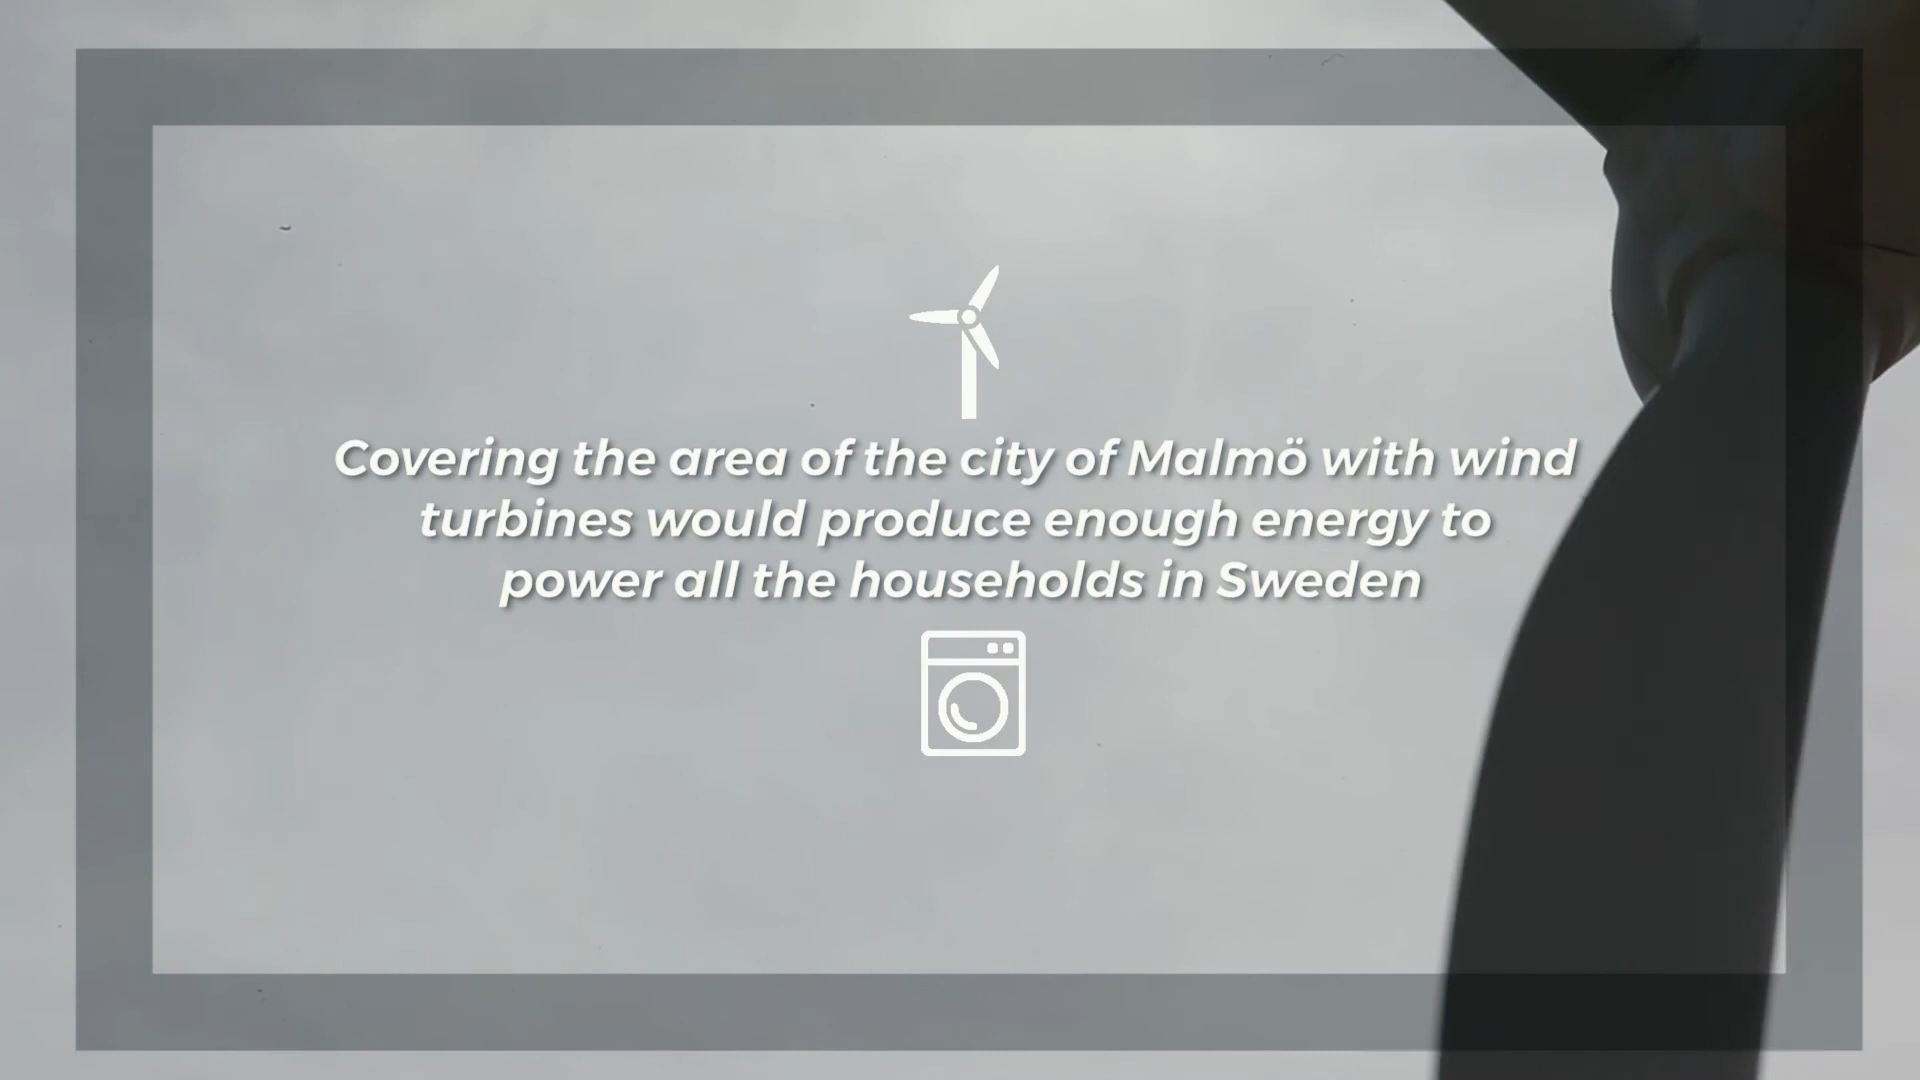 Covering the area of the city of Malmö with wind
turbines would produce enough energy to
power all the households in Sweden